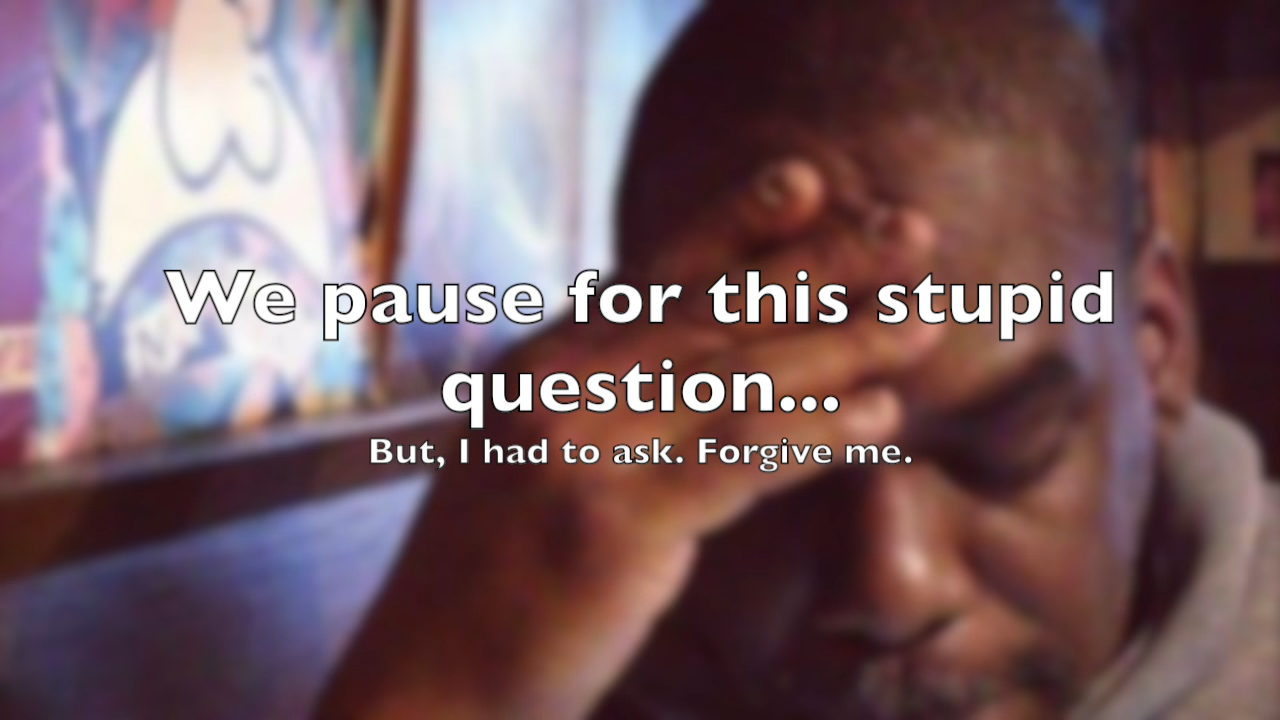 We pause for this stupid
question...
But, I had to ask. Forgive me.